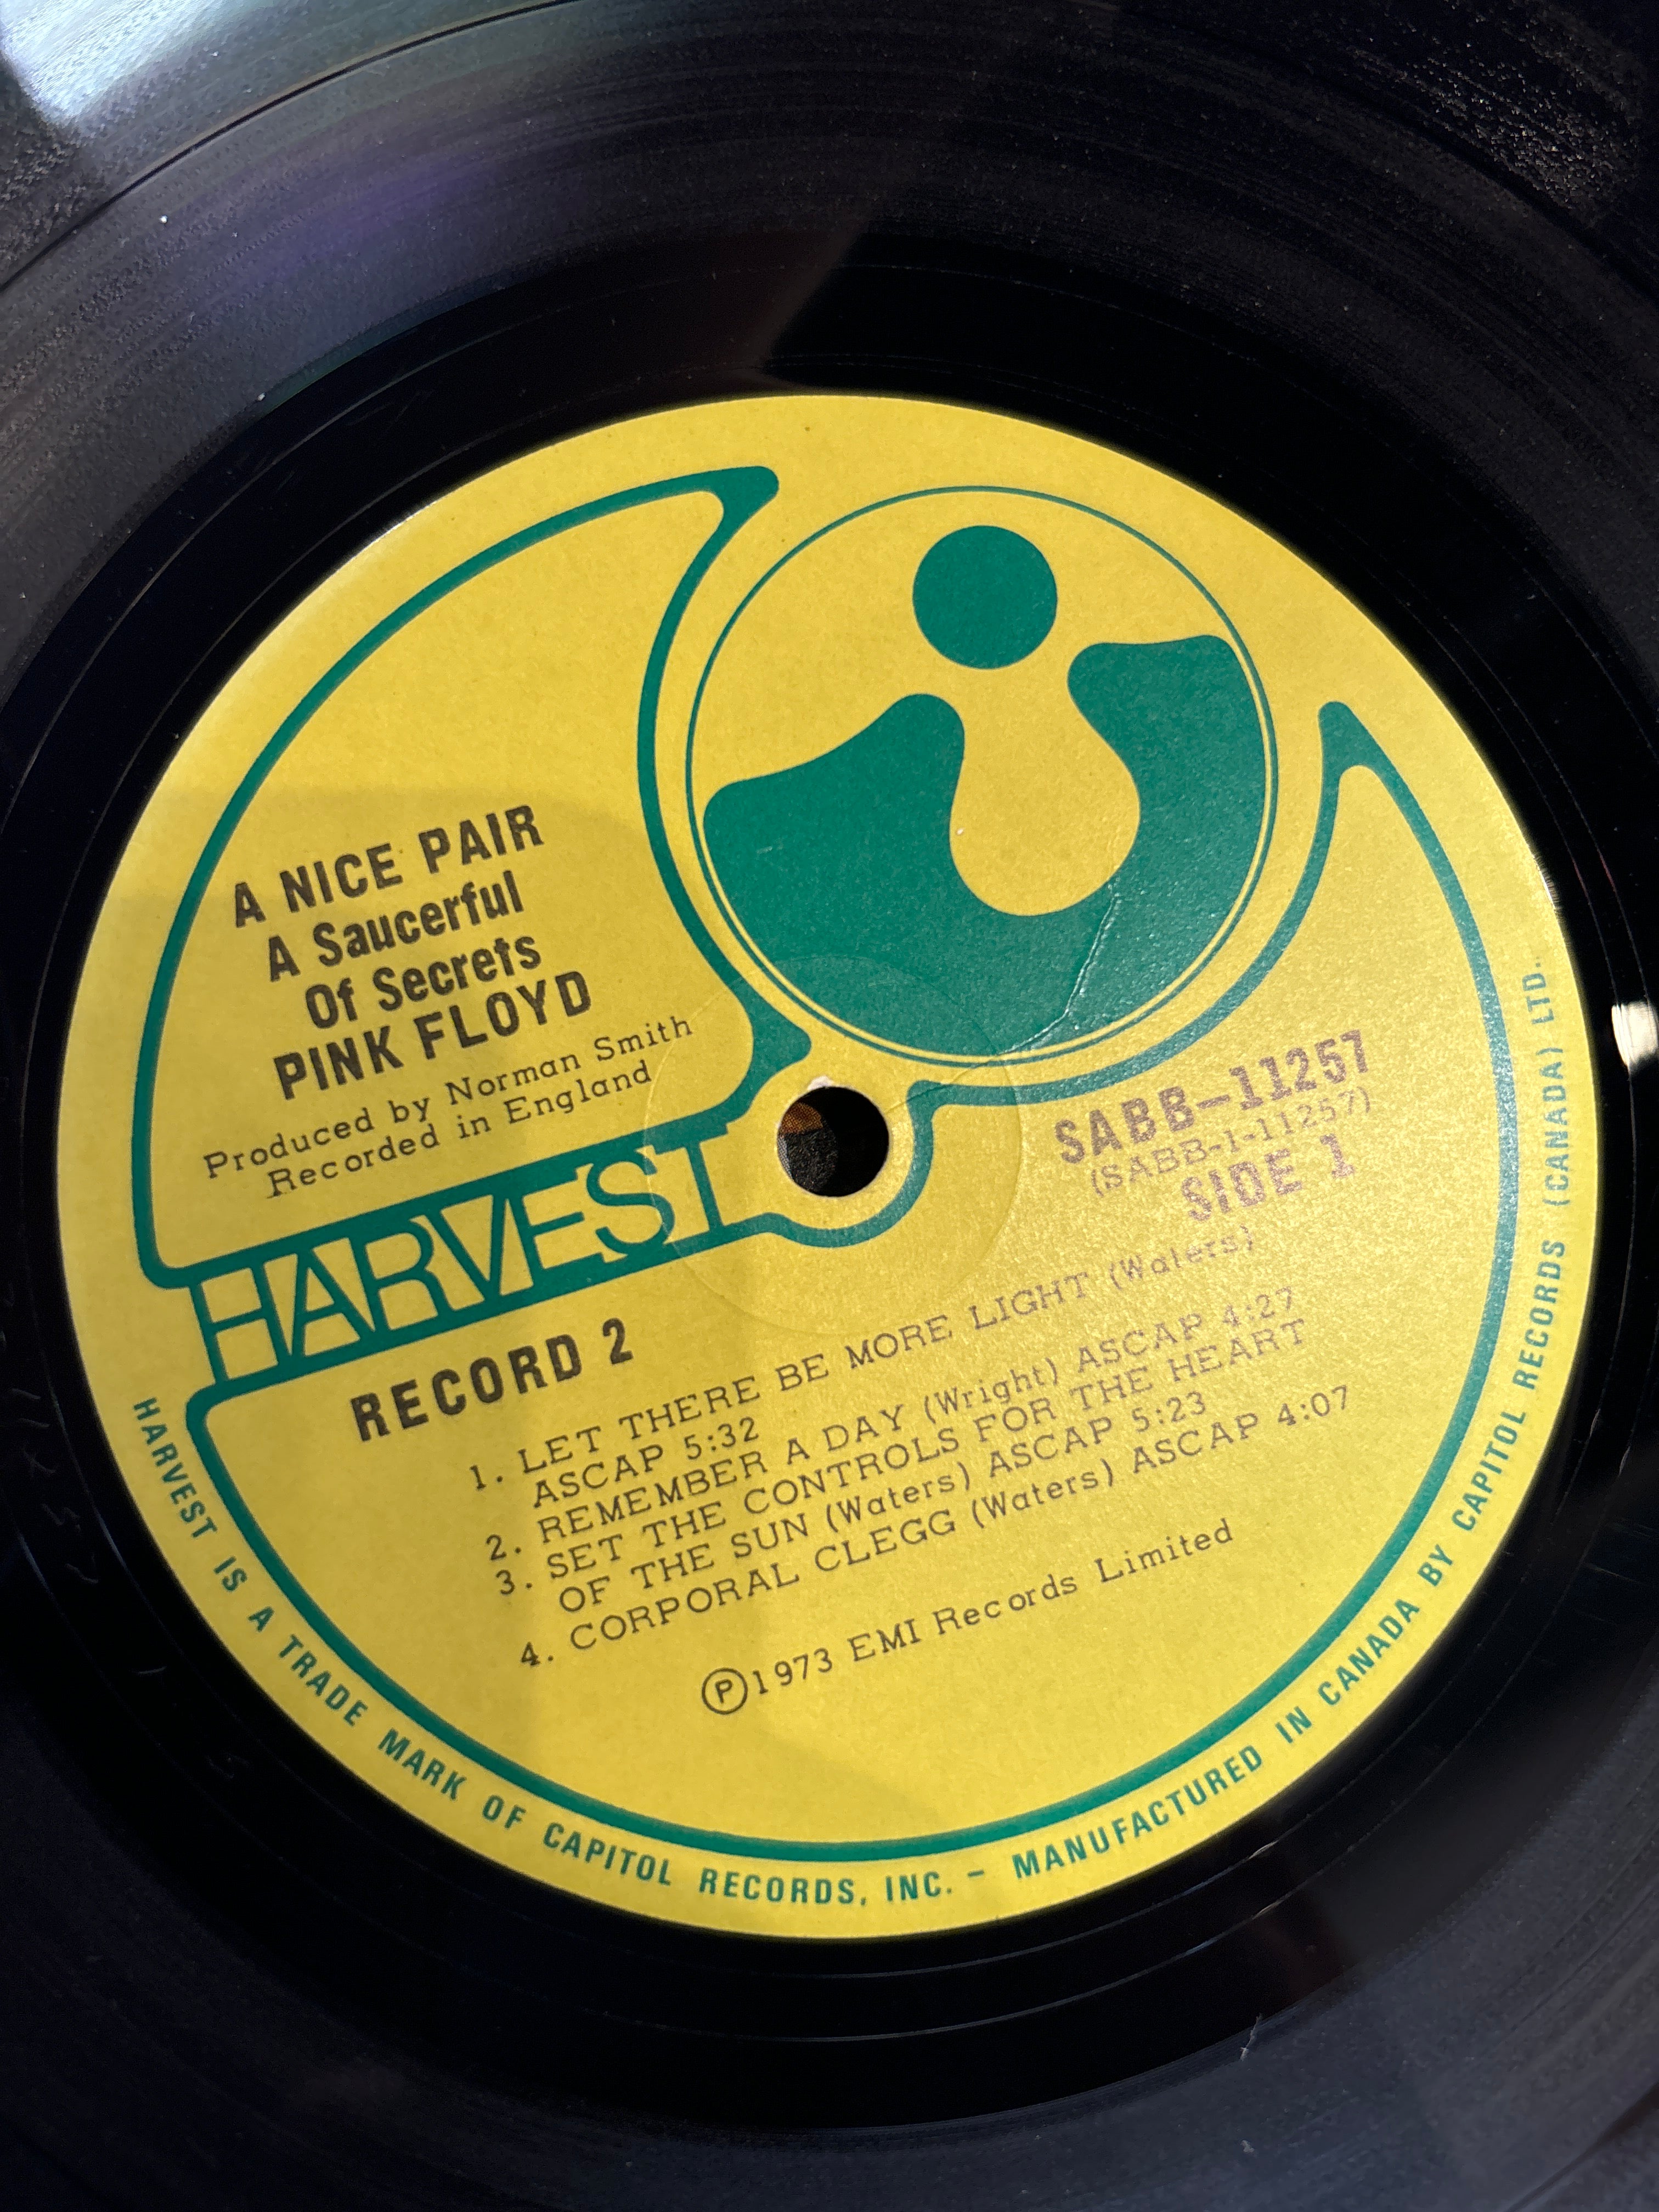 A NICE PAIR
A Saucerful
Of Secrets
PINK FLOYD
Produced by Norman Smith
Recorded in England
HARVEST
SABB-11257
(SABB-1-11257)
SIDE 1
RECORD 2
1. LET THERE BE MORE LIGHT (Waters)
ASCAP 5:32
2. REMEMBER A DAY (Wright) ASCAP 4:27
3. SET THE CONTROLS FOR THE HEART
OF THE SUN (Waters) ASCAP 5:23
4. CORPORAL CLEGG (Waters) ASCAP 4:07
Ⓟ1973 EMI Records Limited
HARVEST IS A TRADE MARK OF CAPITOL RECORDS, INC. – MANUFACTURED IN CANADA BY CAPITOL RECORDS (CANADA) LTD.